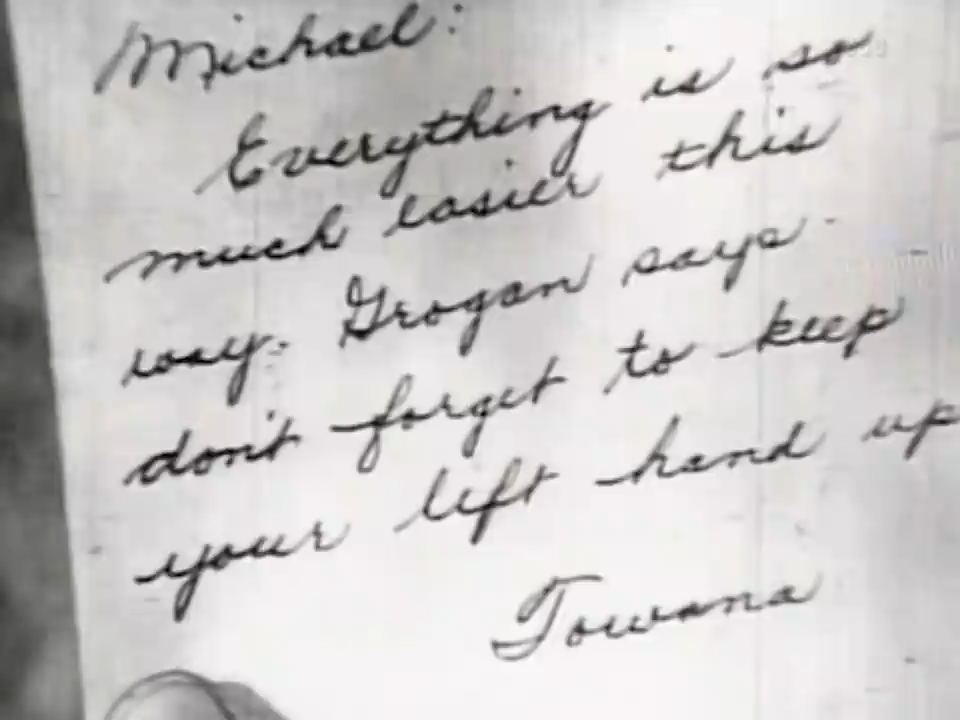 Michael:
Everything is so
much easier this
way. Grogan says
don't forget to keep
your left hand up
Towana